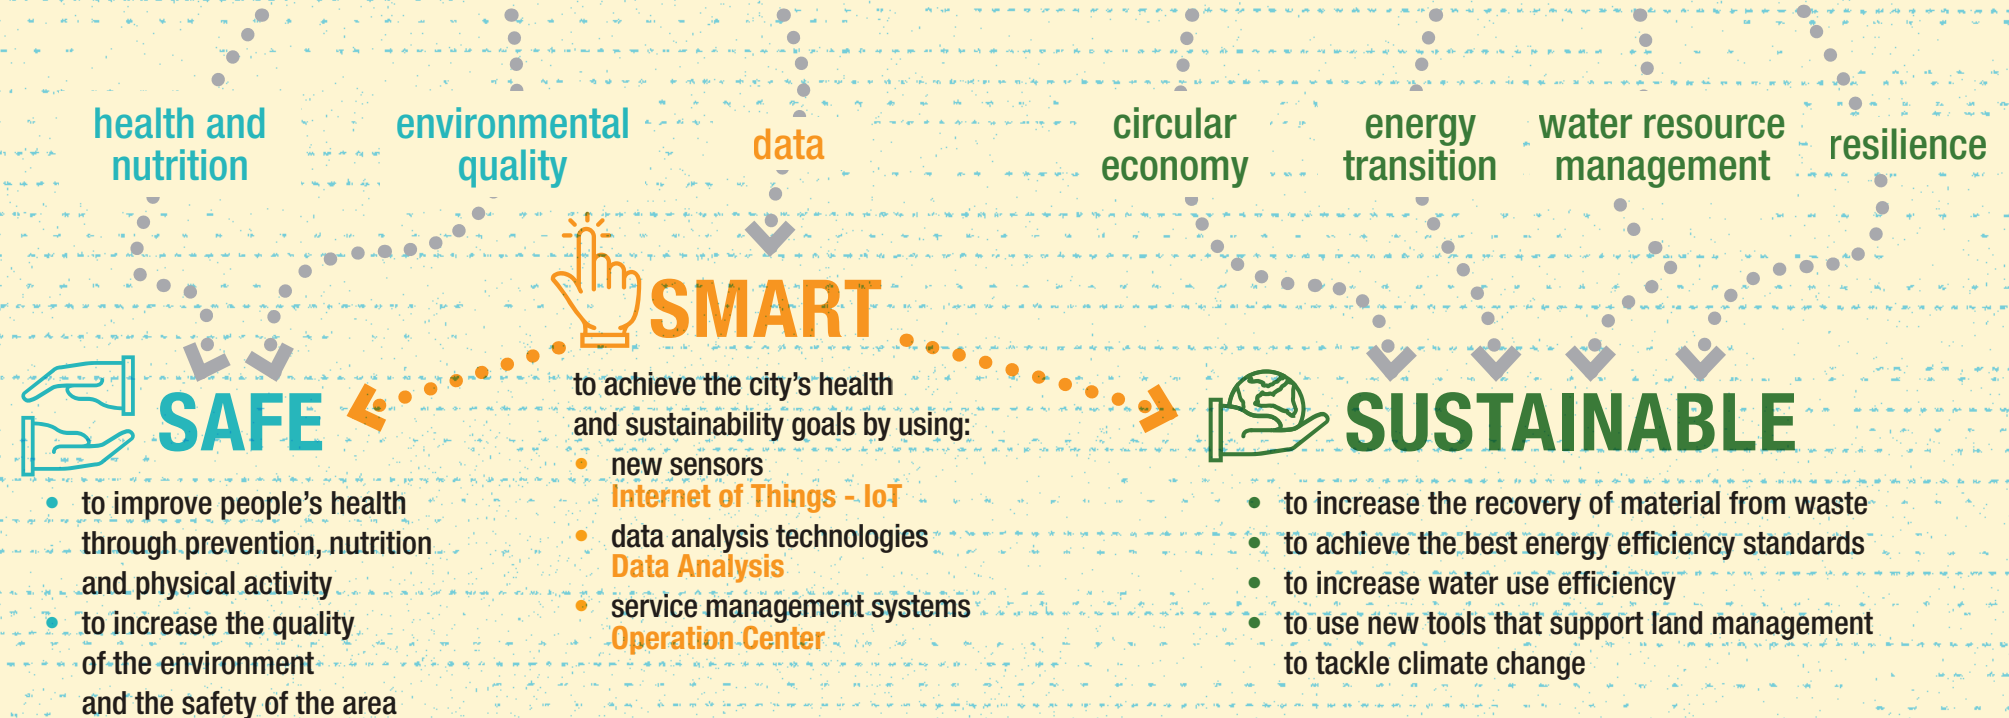 health and
nutrition
environmental
quality
data
circular
economy
energy
transition
water resource
management
resilience
SAFE
to improve people's health
through prevention, nutrition
and physical activity
to increase the quality
of the environment
and the safety of the area
SMART
to achieve the city's health
and sustainability goals by using:
new sensors
Internet of Things - IoT
data analysis technologies
Data Analysis
service management systems
Operation Center
SUSTAINABLE
to increase the recovery of material from waste
to achieve the best energy efficiency standards
to increase water use efficiency
to use new tools that support land management
to tackle climate change